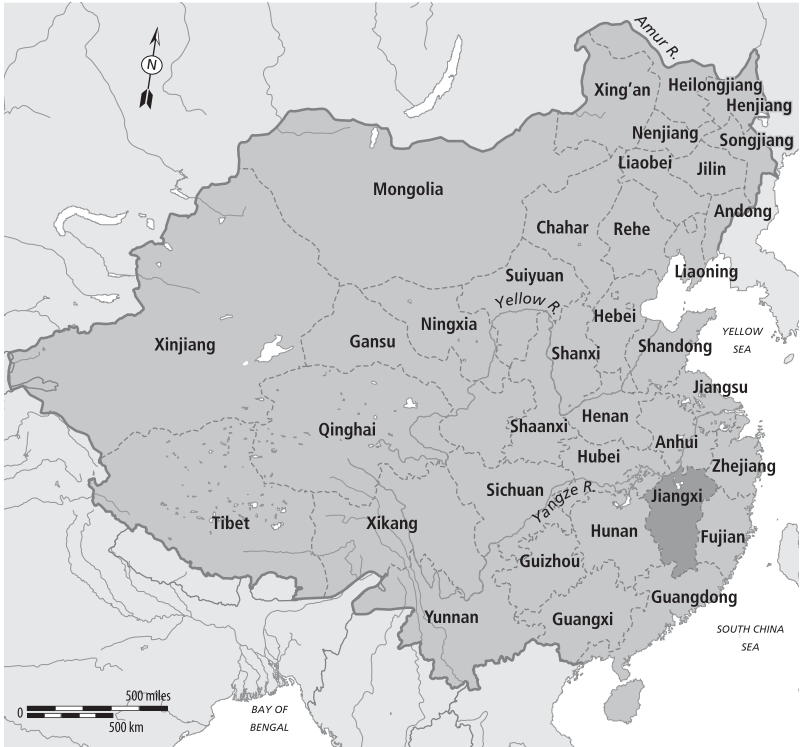 Amur R.
N
Xing'an
Heilongjiang
Henjiang
Nenjiang
Songjiang
Liaobei
Jilin
Mongolia
Andong
Chahar
Rehe
Suiyuan
Liaoning
Yellow R.
Ningxia
Hebei
YELLOW
SEA
Xinjiang
Gansu
Shanxi
Shandong
Jiangsu
Qinghai
Shaanxi
Henan
Anhui
Hubei
Zhejiang
Sichuan
Yangze R.
Jiangxi
Tibet
Xikang
Hunan
Fujian
Guizhou
Guangdong
Yunnan
Guangxi
SOUTH CHINA
SEA
500 miles
0
500 km
BAY OF
BENGAL